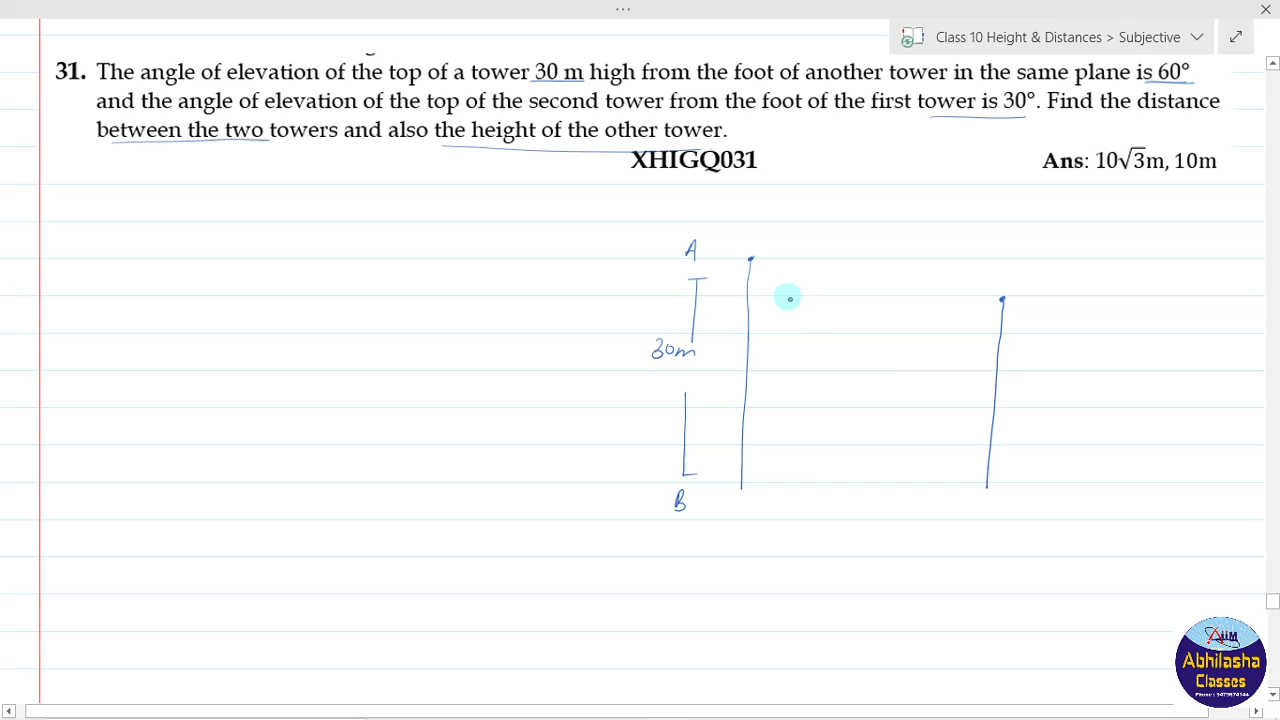 Class 10 Height & Distances > Subjective
31. The angle of elevation of the top of a tower 30 m high from the foot of another tower in the same plane is 60°
and the angle of elevation of the top of the second tower from the foot of the first tower is 30°. Find the distance
between the two towers and also the height of the other tower.
XHIGQ031 Ans: 10√3m, 10m
A
30m
B
AiiM
Abhilasha
Classes